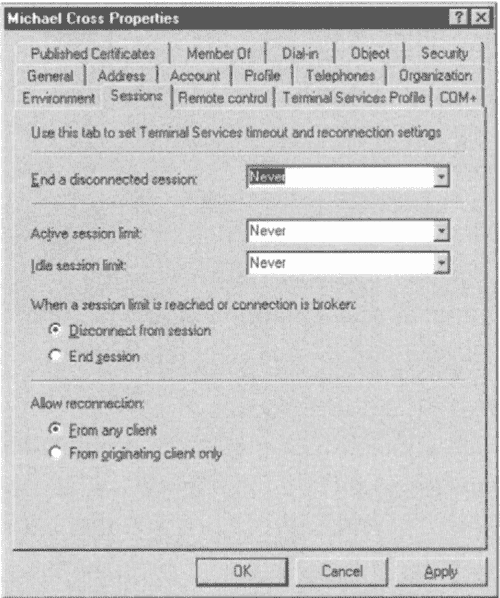 Michael Cross Properties
Published Certificates Member Of Dial-in Object Security
General Address Account Profile Telephones Organization
Environment Sessions Remote control Terminal Services Profile COM+
Use this tab to set Terminal Services timeout and reconnection settings
End a disconnected session: Never
Active session limit: Never
Idle session limit: Never
When a session limit is reached or connection is broken:
Disconnect from session
End session
Allow reconnection:
From any client
From originating client only
OK Cancel Apply